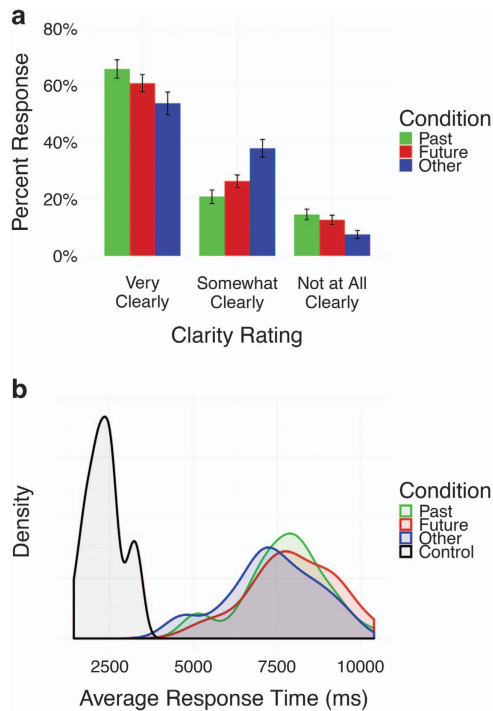 a
80%
60%
40%
20%
0%
Percent Response
Very
Clearly
Somewhat
Clearly
Not at All
Clearly
Clarity Rating
Condition
Past
Future
Other
b
Density
2500
5000
7500
10000
Average Response Time (ms)
Condition
Past
Future
Other
Control